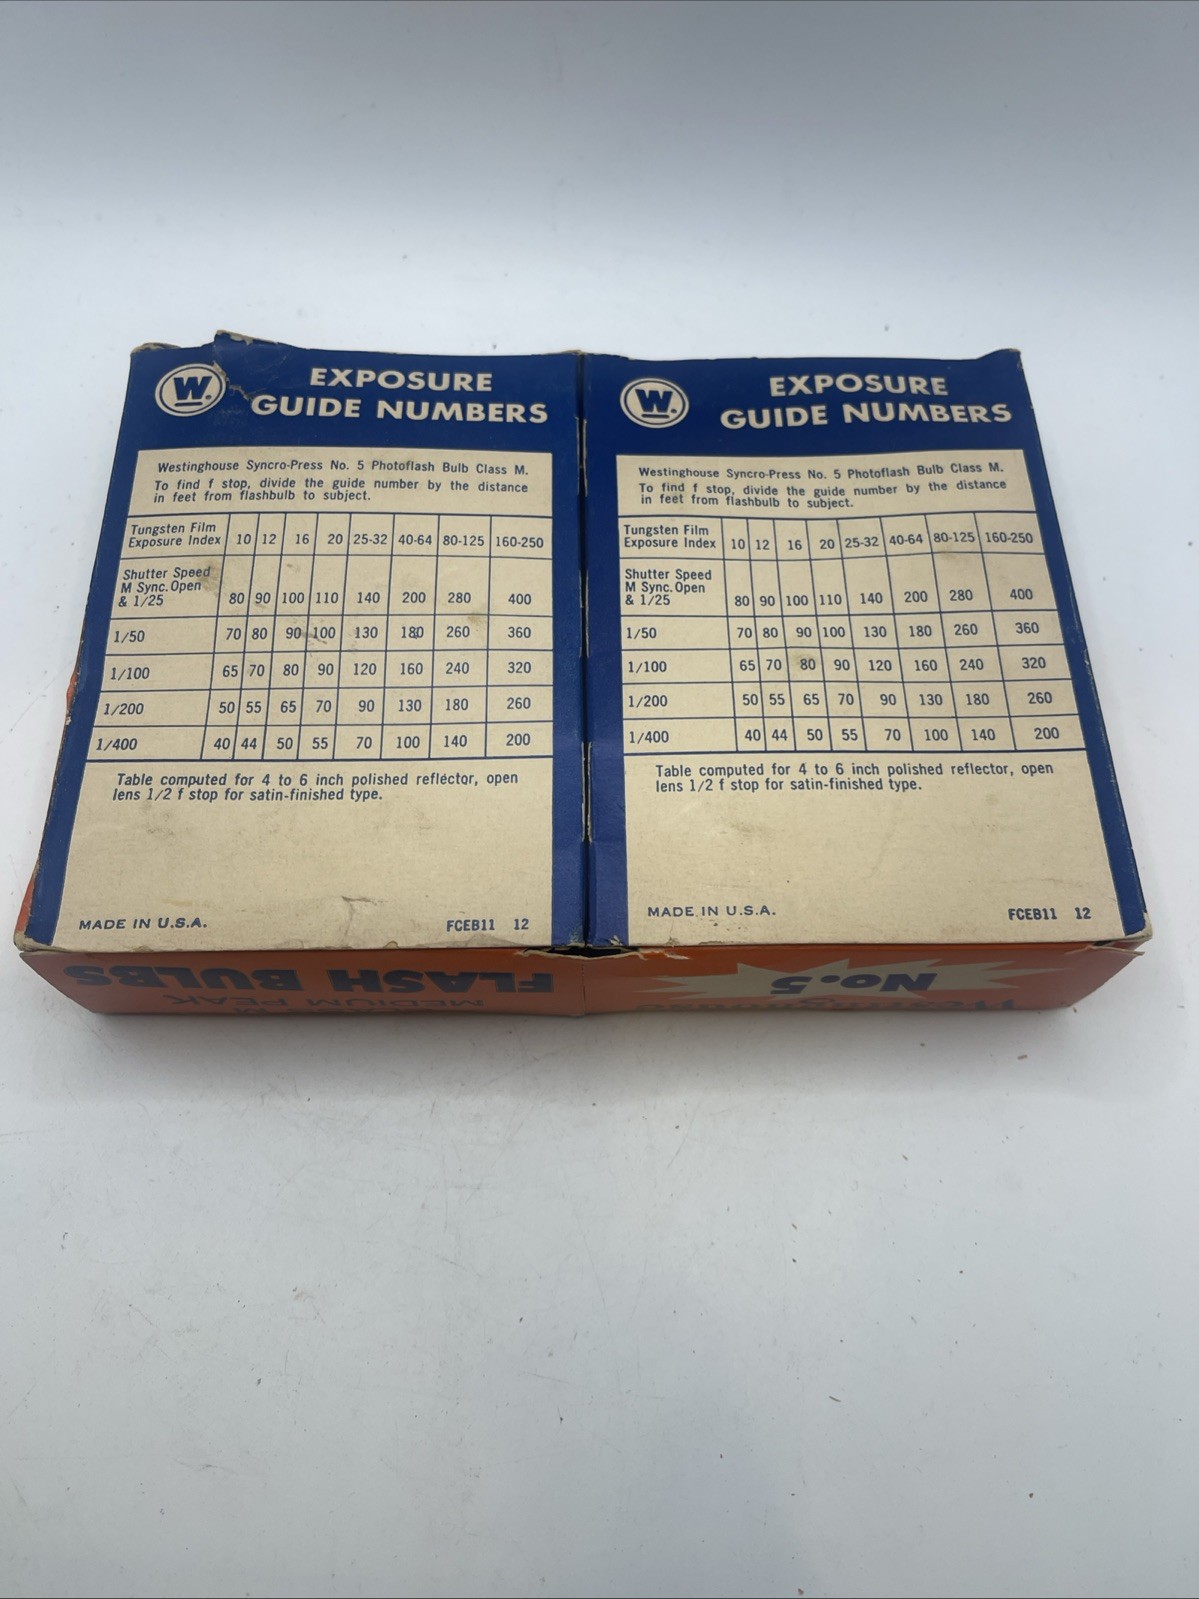 W
EXPOSURE
GUIDE NUMBERS
Westinghouse Syncro-Press No. 5 Photoflash Bulb Class M.
To find f stop, divide the guide number by the distance
in feet from flashbulb to subject.
Tungsten Film
Exposure Index 10 12 16 20 25-32 40-64 80-125 160-250
Shutter Speed
M Sync. Open
& 1/25 80 90 100 110 140 200 280 400
1/50 70 80 90 100 130 180 260 360
1/100 65 70 80 90 120 160 240 320
1/200 50 55 65 70 90 130 180 260
1/400 40 44 50 55 70 100 140 200
Table computed for 4 to 6 inch polished reflector, open
lens 1/2 f stop for satin-finished type.
MADE IN U.S.A. FCEB11 12
W
EXPOSURE
GUIDE NUMBERS
Westinghouse Syncro-Press No. 5 Photoflash Bulb Class M.
To find f stop, divide the guide number by the distance
in feet from flashbulb to subject.
Tungsten Film
Exposure Index 10 12 16 20 25-32 40-64 80-125 160-250
Shutter Speed
M Sync. Open
& 1/25 80 90 100 110 140 200 280 400
1/50 70 80 90 100 130 180 260 360
1/100 65 70 80 90 120 160 240 320
1/200 50 55 65 70 90 130 180 260
1/400 40 44 50 55 70 100 140 200
Table computed for 4 to 6 inch polished reflector, open
lens 1/2 f stop for satin-finished type.
MADE IN U.S.A. FCEB11 12
Westinghouse
No.5
MEDIUM PEAK
FLASH BULBS